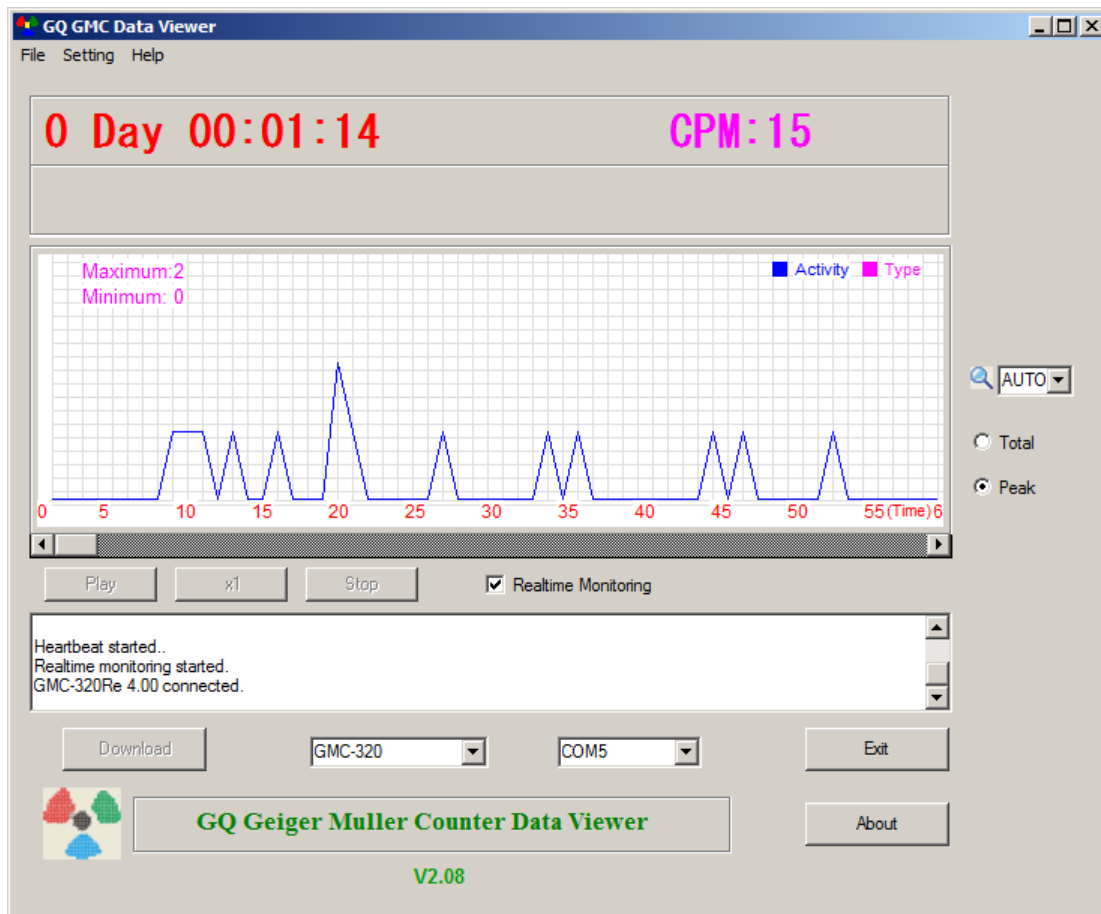 GQ GMC Data Viewer
File Setting Help
0 Day 00:01:14 CPM:15
Maximum:2
Minimum: 0
Activity Type
0 5 10 15 20 25 30 35 40 45 50 55(Time)6
AUTO
Total
Peak
Play x1 Stop Realtime Monitoring
Heartbeat started..
Realtime monitoring started.
GMC-320Re 4.00 connected.
Download GMC-320 COM5 Exit
GQ Geiger Muller Counter Data Viewer
About
V2.08